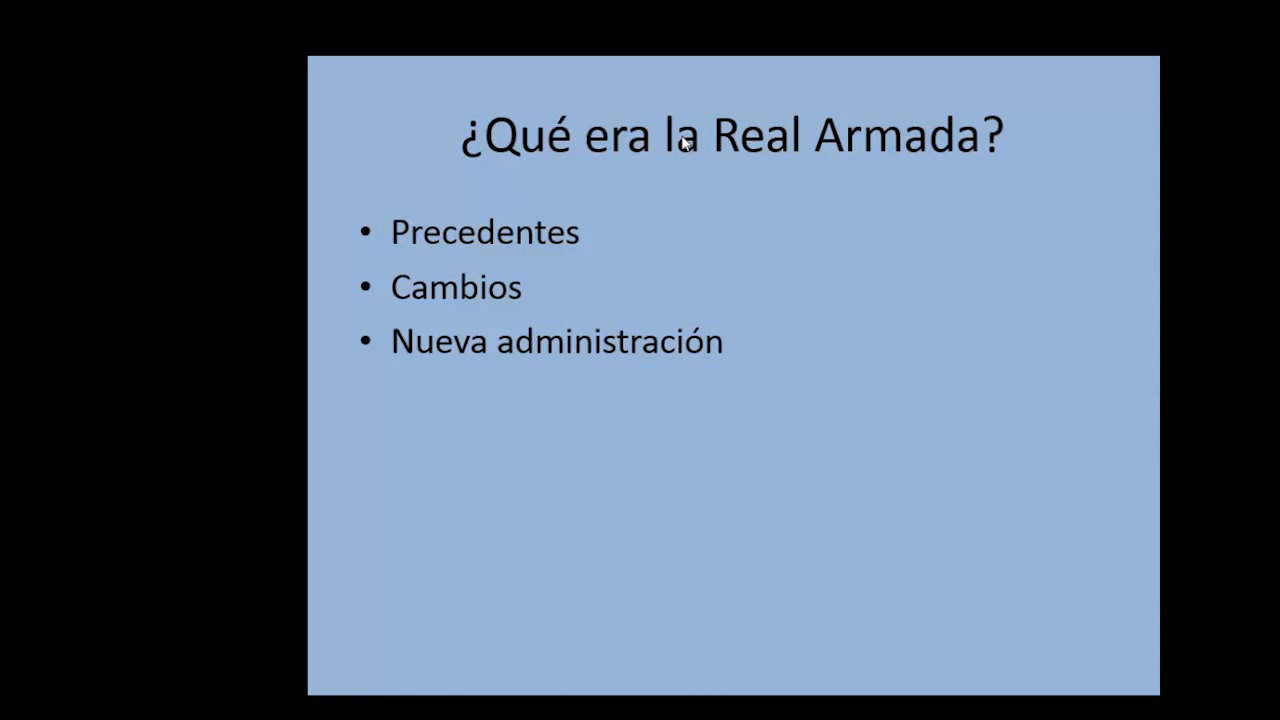 ¿Qué era la Real Armada?
• Precedentes
• Cambios
• Nueva administración